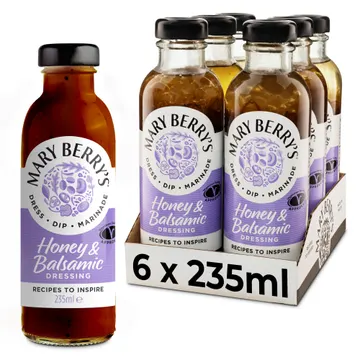 MARY BERRY'S
DRESS • DIP • MARINADE
Honey &
Balsamic
DRESSING
RECIPES TO INSPIRE
235ml e
MARY BERRY'S
DRESS • DIP • MARINADE
Honey &
Balsamic
DRESSING
RECIPES TO INSPIRE
6 x 235ml